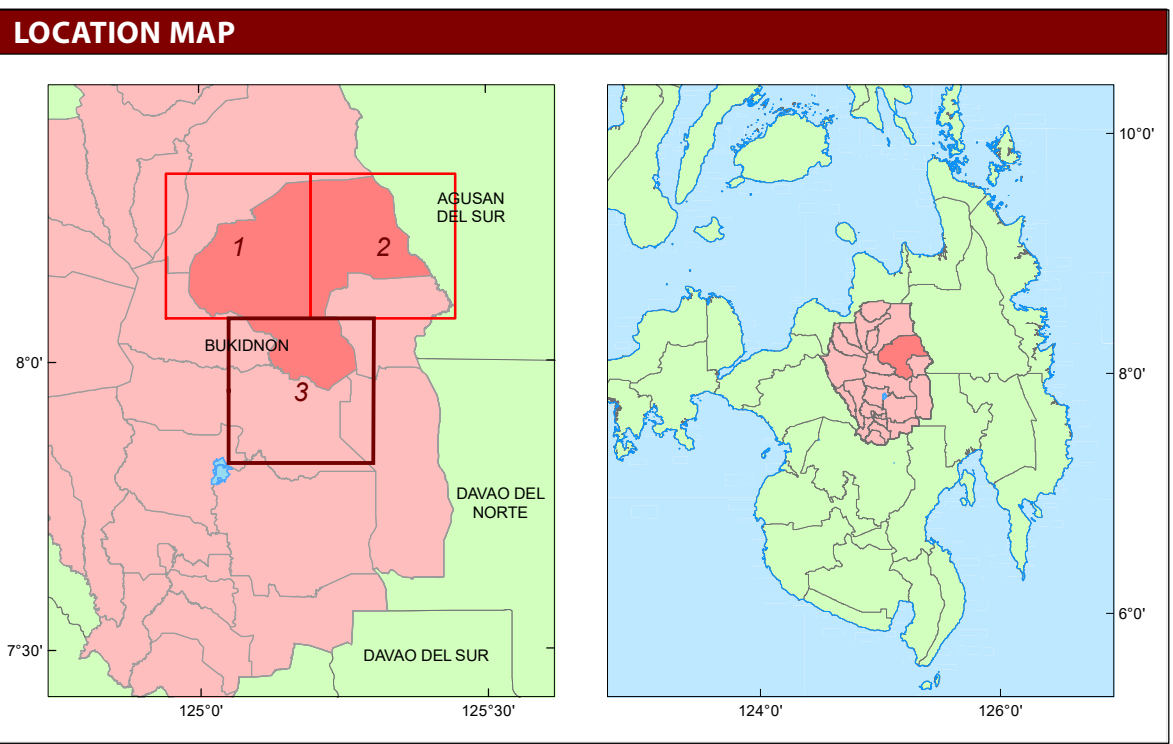 LOCATION MAP
AGUSAN
DEL SUR
1
2
BUKIDNON
3
DAVAO DEL
NORTE
DAVAO DEL SUR
8°0'
7°30'
125°0'
125°30'
10°0'
8°0'
6°0'
124°0'
126°0'